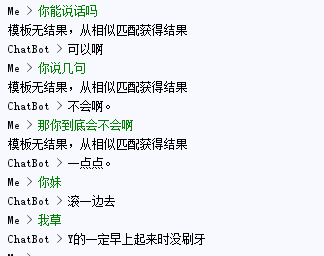 Me > 你能说话吗
模板无结果，从相似匹配获得结果
ChatBot > 可以啊
Me > 你说几句
模板无结果，从相似匹配获得结果
ChatBot > 不会啊。
Me > 那你到底会不会啊
模板无结果，从相似匹配获得结果
ChatBot > 一点点。
Me > 你妹
ChatBot > 滚一边去
Me > 我草
ChatBot > Y的一定早上起来时没刷牙